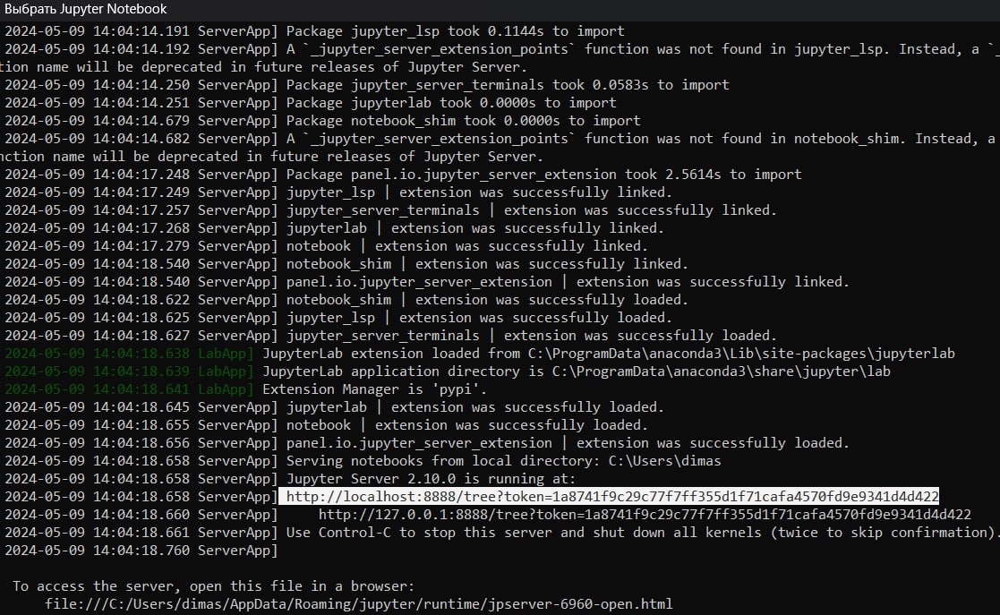 Выбрать Jupyter Notebook
2024-05-09 14:04:14.191 ServerApp] Package jupyter_lsp took 0.1144s to import
2024-05-09 14:04:14.192 ServerApp] A `_jupyter_server_extension_points` function was not found in jupyter_lsp. Instead, a `_
tion name will be deprecated in future releases of Jupyter Server.
2024-05-09 14:04:14.250 ServerApp] Package jupyter_server_terminals took 0.0583s to import
2024-05-09 14:04:14.251 ServerApp] Package jupyterlab took 0.0000s to import
2024-05-09 14:04:14.679 ServerApp] Package notebook_shim took 0.0000s to import
2024-05-09 14:04:14.682 ServerApp] A `_jupyter_server_extension_points` function was not found in notebook_shim. Instead, a
nction name will be deprecated in future releases of Jupyter Server.
2024-05-09 14:04:17.248 ServerApp] Package panel.io.jupyter_server_extension took 2.5614s to import
2024-05-09 14:04:17.249 ServerApp] jupyter_lsp | extension was successfully linked.
2024-05-09 14:04:17.257 ServerApp] jupyter_server_terminals | extension was successfully linked.
2024-05-09 14:04:17.268 ServerApp] jupyterlab | extension was successfully linked.
2024-05-09 14:04:17.279 ServerApp] notebook | extension was successfully linked.
2024-05-09 14:04:18.540 ServerApp] notebook_shim | extension was successfully linked.
2024-05-09 14:04:18.540 ServerApp] panel.io.jupyter_server_extension | extension was successfully linked.
2024-05-09 14:04:18.622 ServerApp] notebook_shim | extension was successfully loaded.
2024-05-09 14:04:18.625 ServerApp] jupyter_lsp | extension was successfully loaded.
2024-05-09 14:04:18.627 ServerApp] jupyter_server_terminals | extension was successfully loaded.
2024-05-09 14:04:18.638 LabApp] JupyterLab extension loaded from C:\ProgramData\anaconda3\Lib\site-packages\jupyterlab
2024-05-09 14:04:18.639 LabApp] JupyterLab application directory is C:\ProgramData\anaconda3\share\jupyter\lab
2024-05-09 14:04:18.641 LabApp] Extension Manager is 'pypi'.
2024-05-09 14:04:18.645 ServerApp] jupyterlab | extension was successfully loaded.
2024-05-09 14:04:18.655 ServerApp] notebook | extension was successfully loaded.
2024-05-09 14:04:18.656 ServerApp] panel.io.jupyter_server_extension | extension was successfully loaded.
2024-05-09 14:04:18.658 ServerApp] Serving notebooks from local directory: C:\Users\dimas
2024-05-09 14:04:18.658 ServerApp] Jupyter Server 2.10.0 is running at:
2024-05-09 14:04:18.658 ServerApp] http://localhost:8888/tree?token=1a8741f9c29c77f7ff355d1f71cafa4570fd9e9341d4d422
2024-05-09 14:04:18.660 ServerApp]     http://127.0.0.1:8888/tree?token=1a8741f9c29c77f7ff355d1f71cafa4570fd9e9341d4d422
2024-05-09 14:04:18.661 ServerApp] Use Control-C to stop this server and shut down all kernels (twice to skip confirmation).
2024-05-09 14:04:18.760 ServerApp]
To access the server, open this file in a browser:
file:///C:/Users/dimas/AppData/Roaming/jupyter/runtime/jpserver-6960-open.html